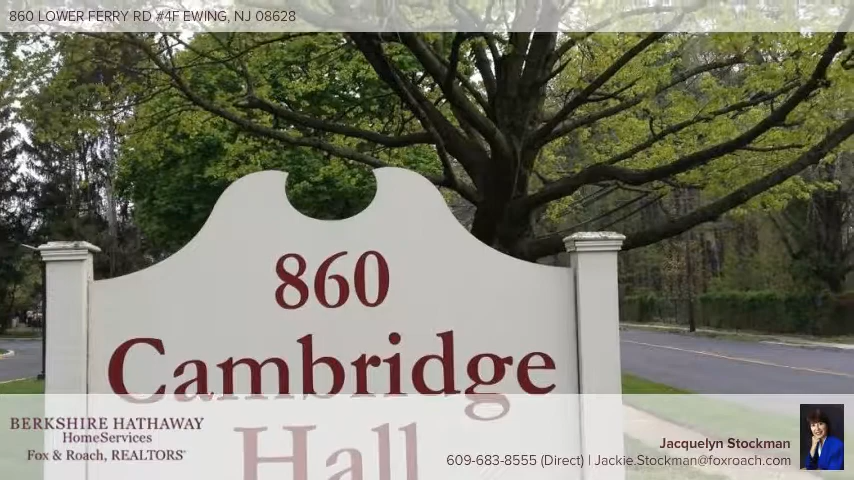 860 LOWER FERRY RD #4F EWING, NJ 08628
860
Cambridge
Hall
BERKSHIRE HATHAWAY
HomeServices
Fox & Roach, REALTORS®
Jacquelyn Stockman
609-683-8555 (Direct) | Jackie.Stockman@foxroach.com